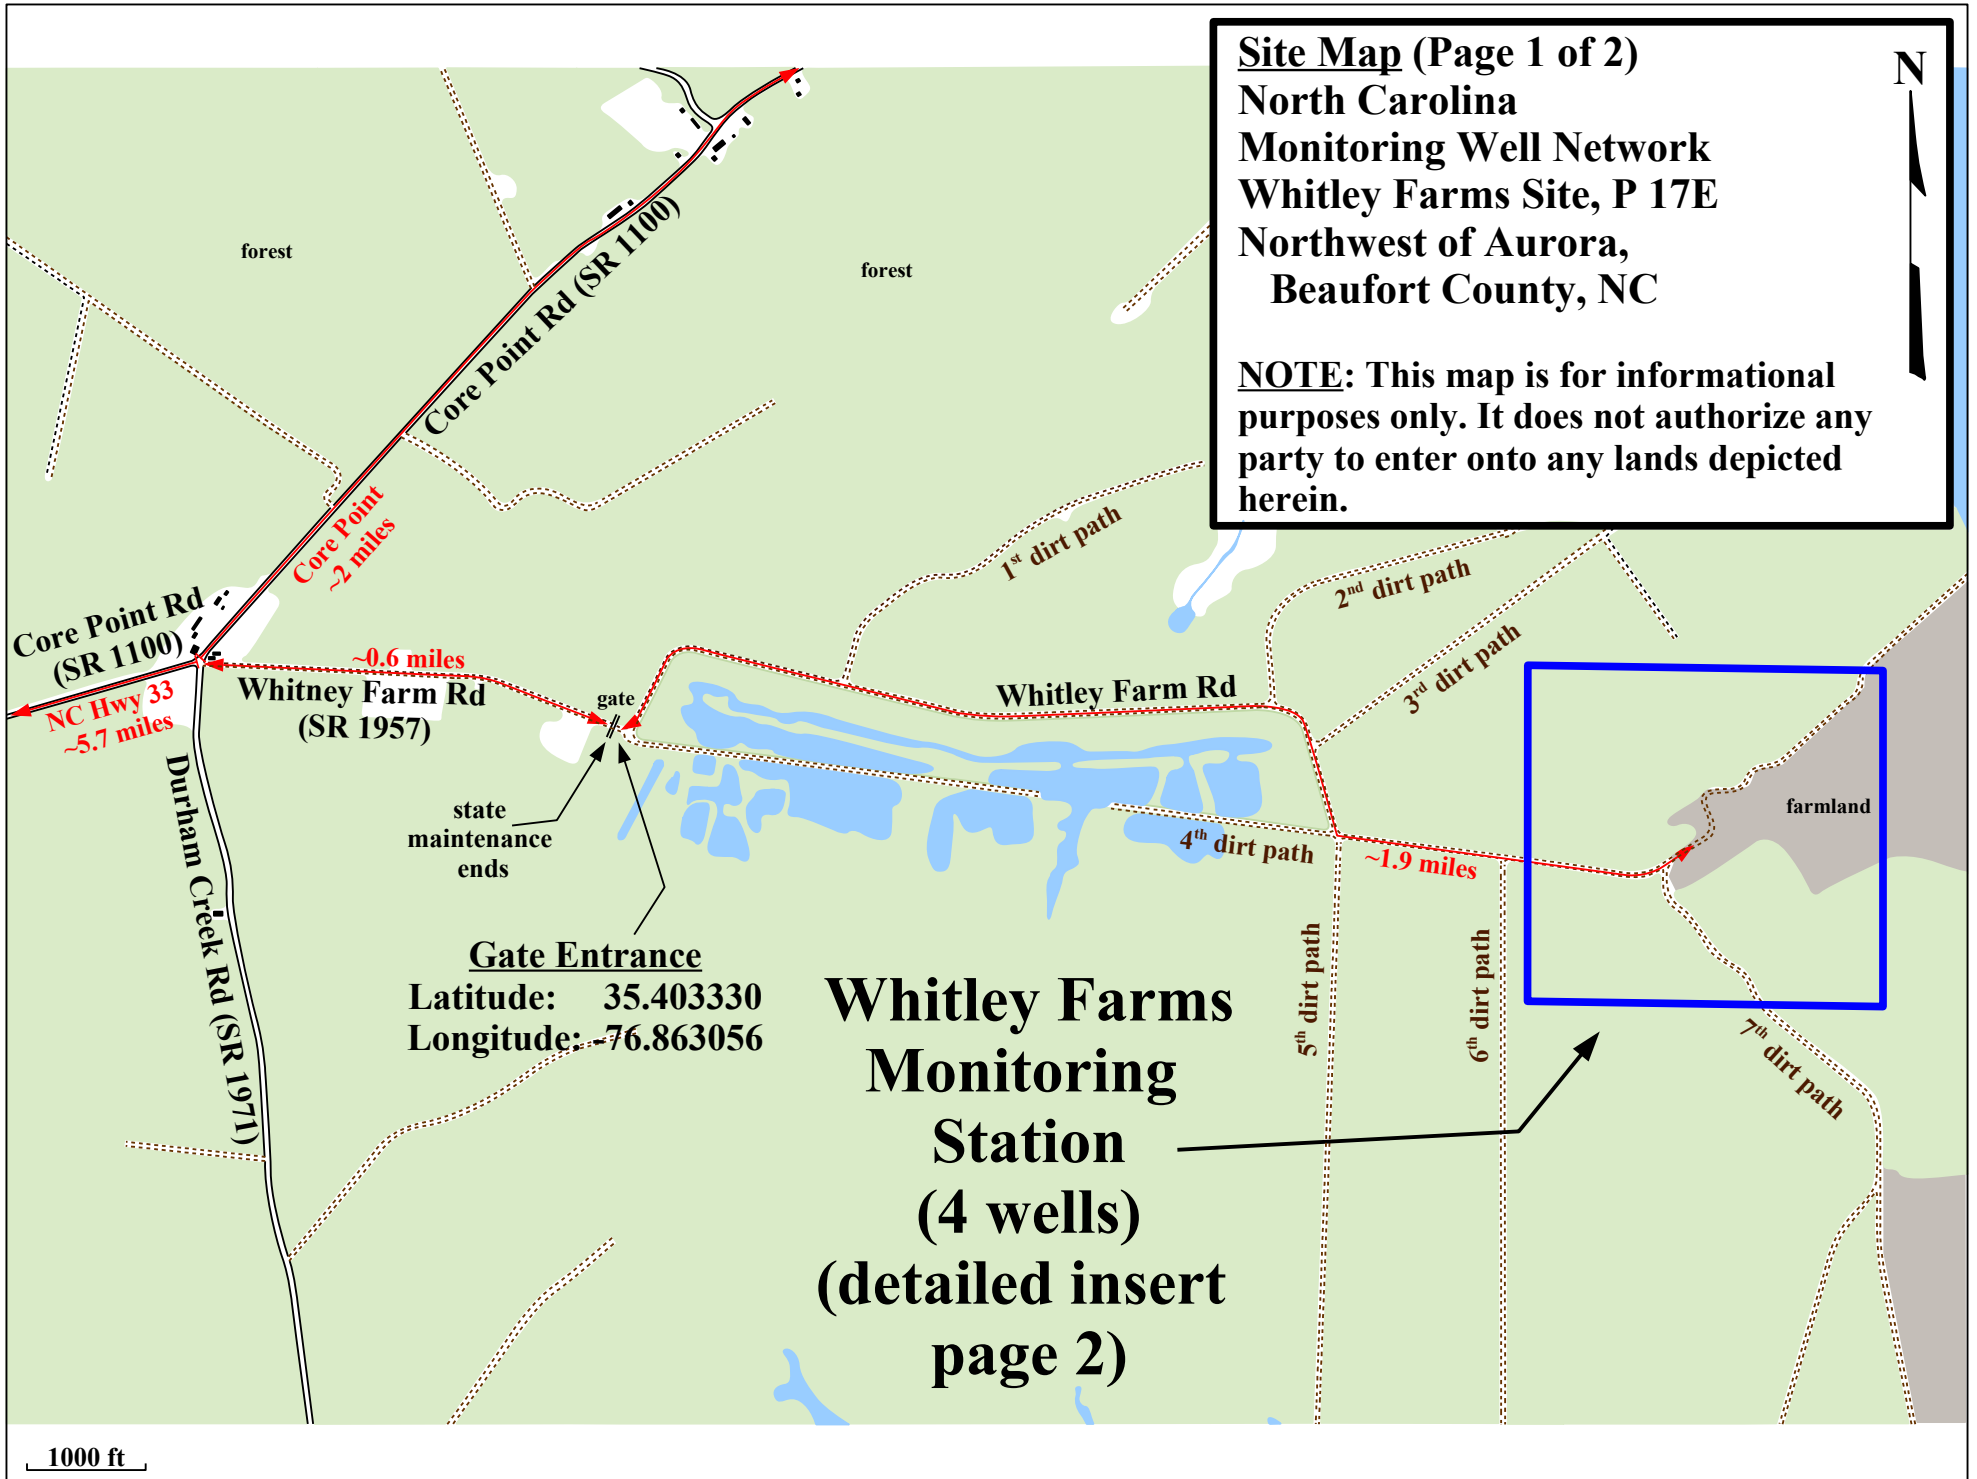 Site Map (Page 1 of 2)
North Carolina
Monitoring Well Network
Whitley Farms Site, P 17E
Northwest of Aurora,
Beaufort County, NC
NOTE: This map is for informational
purposes only. It does not authorize any
party to enter onto any lands depicted
herein.
N
forest
forest
Core Point Rd (SR 1100)
Core Point
~2 miles
Core Point Rd
(SR 1100)
NC Hwy 33
~5.7 miles
~0.6 miles
Whitney Farm Rd
(SR 1957)
gate
Whitley Farm Rd
1st dirt path
2nd dirt path
3rd dirt path
4th dirt path
~1.9 miles
farmland
state
maintenance
ends
Durham Creek Rd (SR 1971)
Gate Entrance
Latitude: 35.403330
Longitude: -76.863056
5th dirt path
6th dirt path
7th dirt path
Whitley Farms
Monitoring
Station
(4 wells)
(detailed insert
page 2)
1000 ft